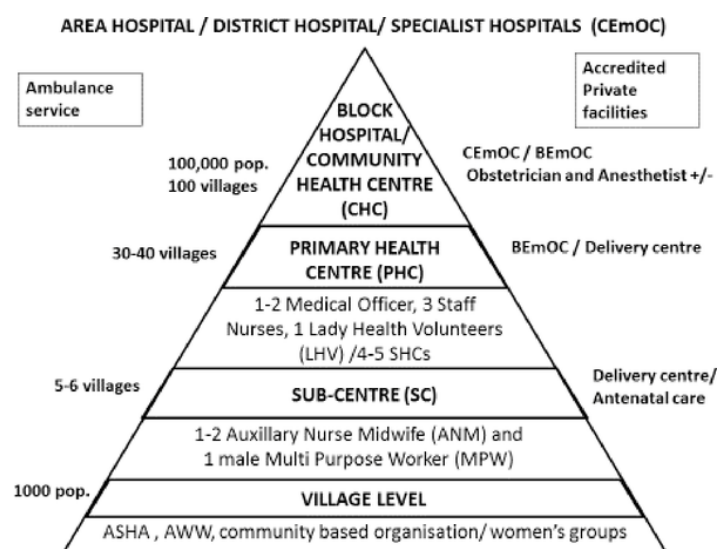 AREA HOSPITAL / DISTRICT HOSPITAL/ SPECIALIST HOSPITALS (CEmOC)
Ambulance
service
Accredited
Private
facilities
BLOCK
HOSPITAL/
COMMUNITY
HEALTH CENTRE
(CHC)
100,000 pop.
100 villages
CEmOC / BEmOC
Obstetrician and Anesthetist +/-
30-40 villages
PRIMARY HEALTH
CENTRE (PHC)
BEmOC / Delivery centre
1-2 Medical Officer, 3 Staff
Nurses, 1 Lady Health Volunteers
(LHV) /4-5 SHCs
5-6 villages
SUB-CENTRE (SC)
Delivery centre/
Antenatal care
1-2 Auxillary Nurse Midwife (ANM) and
1 male Multi Purpose Worker (MPW)
1000 pop.
VILLAGE LEVEL
ASHA , AWW, community based organisation/ women's groups